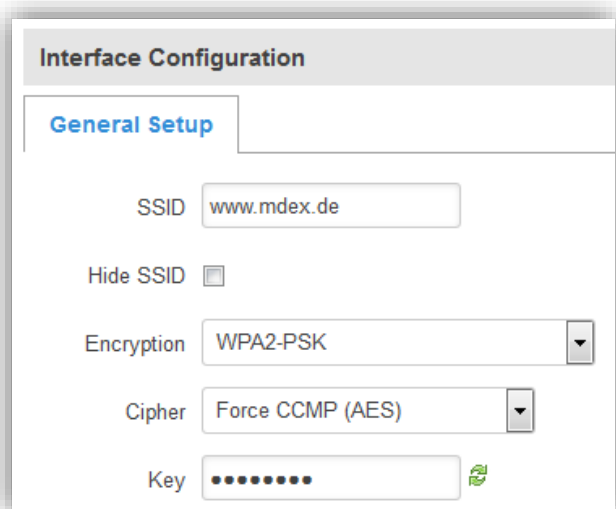 Interface Configuration
General Setup
SSID www.mdex.de
Hide SSID
Encryption WPA2-PSK
Cipher Force CCMP (AES)
Key ••••••••